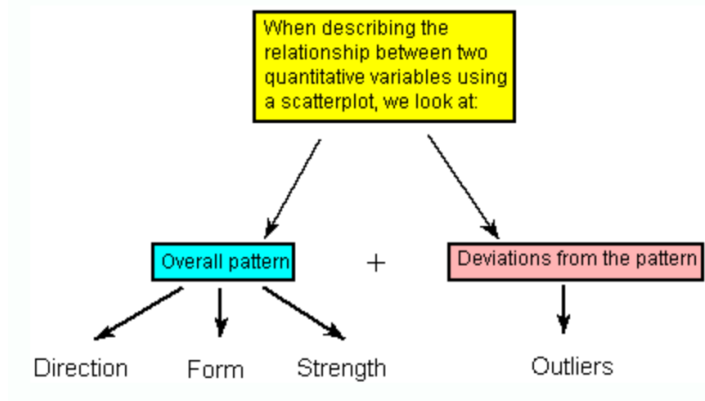 When describing the
relationship between two
quantitative variables using
a scatterplot, we look at:
Overall pattern
+
Deviations from the pattern
Direction
Form
Strength
Outliers